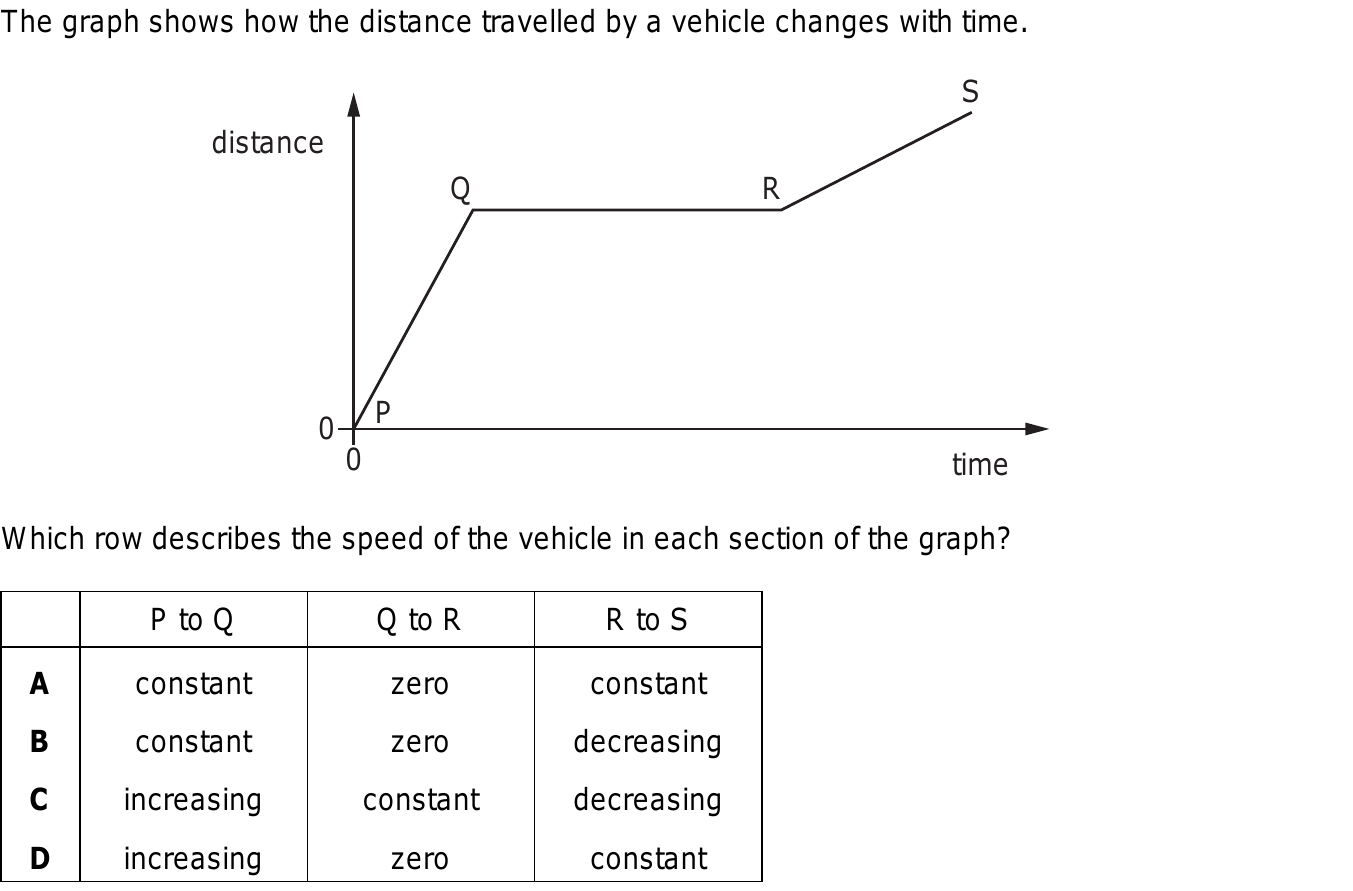 The graph shows how the distance travelled by a vehicle changes with time.
S
distance
Q
R
P
0
0
time
Which row describes the speed of the vehicle in each section of the graph?
P to Q Q to R R to S
A constant zero constant
B constant zero decreasing
C increasing constant decreasing
D increasing zero constant